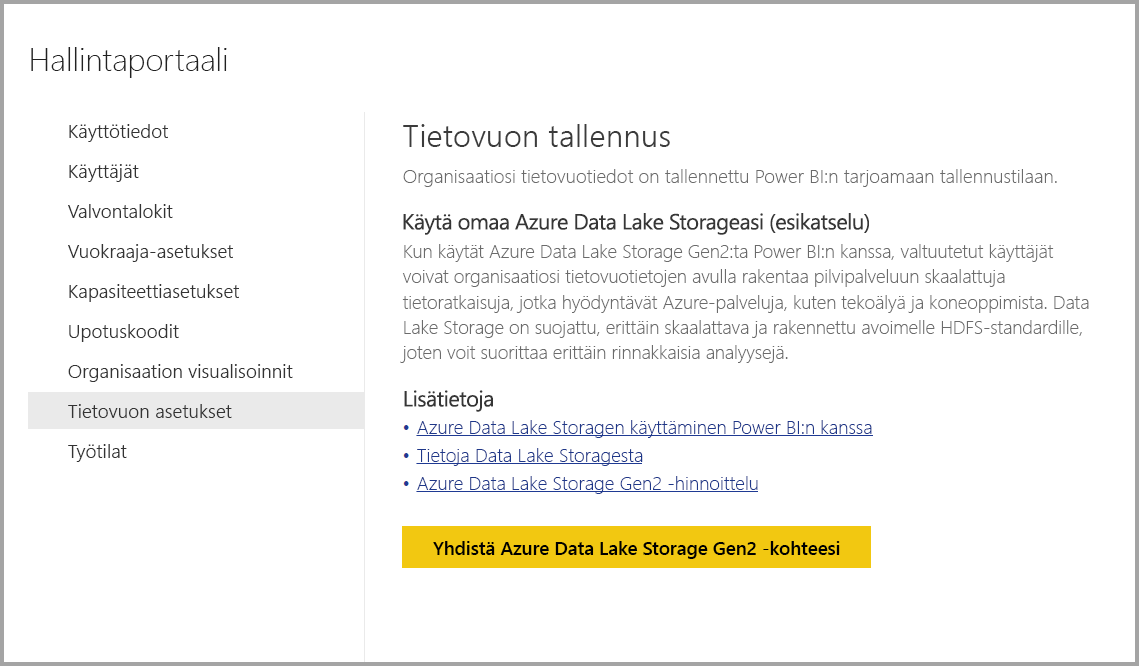 Hallintaportaali
Käyttötiedot
Käyttäjät
Valvontalokit
Vuokraaja-asetukset
Kapasiteettiasetukset
Upotuskoodit
Organisaation visualisoinnit
Tietovuon asetukset
Työtilat
Tietovuon tallennus
Organisaatiosi tietovuotiedot on tallennettu Power BI:n tarjoamaan tallennustilaan.
Käytä omaa Azure Data Lake Storageasi (esikatselu)
Kun käytät Azure Data Lake Storage Gen2:ta Power BI:n kanssa, valtuutetut käyttäjät
voivat organisaatiosi tietovuotietojen avulla rakentaa pilvipalveluun skaalattuja
tietoratkaisuja, jotka hyödyntävät Azure-palveluja, kuten tekoälyä ja koneoppimista. Data
Lake Storage on suojattu, erittäin skaalattava ja rakennettu avoimelle HDFS-standardille,
joten voit suorittaa erittäin rinnakkaisia analyysejä.
Lisätietoja
• Azure Data Lake Storagen käyttäminen Power BI:n kanssa
• Tietoja Data Lake Storagesta
• Azure Data Lake Storage Gen2 -hinnoittelu
Yhdistä Azure Data Lake Storage Gen2 -kohteesi